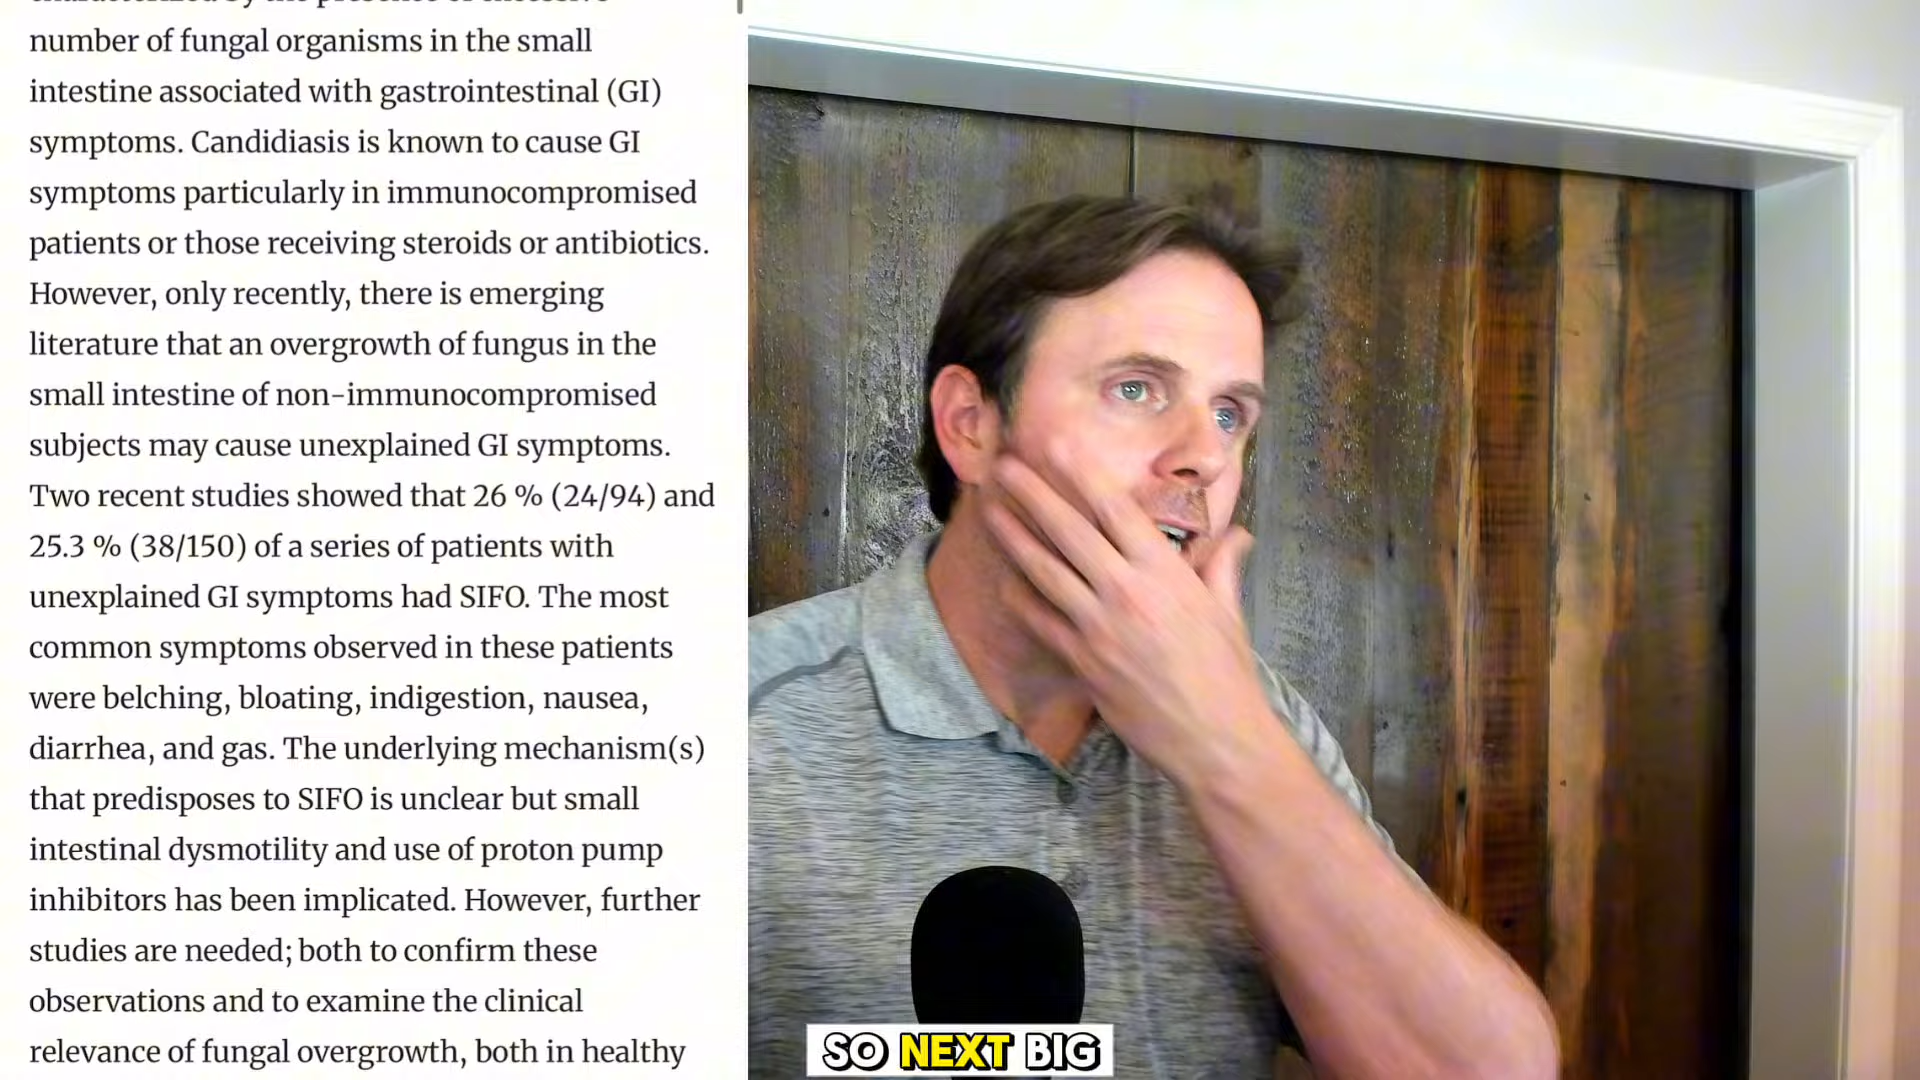 number of fungal organisms in the small
intestine associated with gastrointestinal (GI)
symptoms. Candidiasis is known to cause GI
symptoms particularly in immunocompromised
patients or those receiving steroids or antibiotics.
However, only recently, there is emerging
literature that an overgrowth of fungus in the
small intestine of non-immunocompromised
subjects may cause unexplained GI symptoms.
Two recent studies showed that 26 % (24/94) and
25.3 % (38/150) of a series of patients with
unexplained GI symptoms had SIFO. The most
common symptoms observed in these patients
were belching, bloating, indigestion, nausea,
diarrhea, and gas. The underlying mechanism(s)
that predisposes to SIFO is unclear but small
intestinal dysmotility and use of proton pump
inhibitors has been implicated. However, further
studies are needed; both to confirm these
observations and to examine the clinical
relevance of fungal overgrowth, both in healthy
SO NEXT BIG